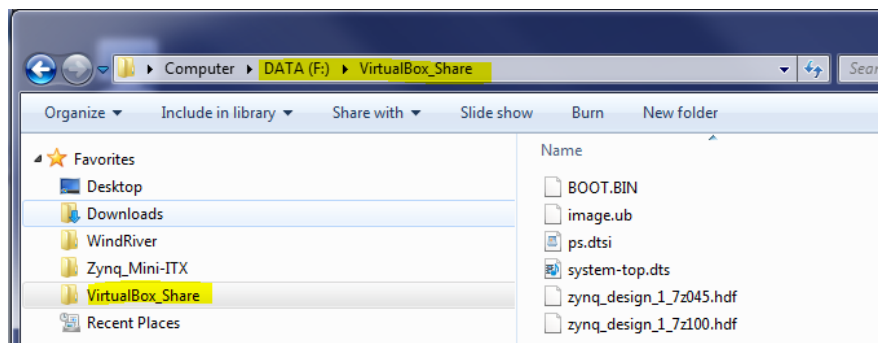 Computer DATA (F:) VirtualBox_Share
Organize Include in library Share with Slide show Burn New folder
Favorites
Desktop
Downloads
WindRiver
Zynq_Mini-ITX
VirtualBox_Share
Recent Places
Name
BOOT.BIN
image.ub
ps.dtsi
system-top.dts
zynq_design_1_7z045.hdf
zynq_design_1_7z100.hdf